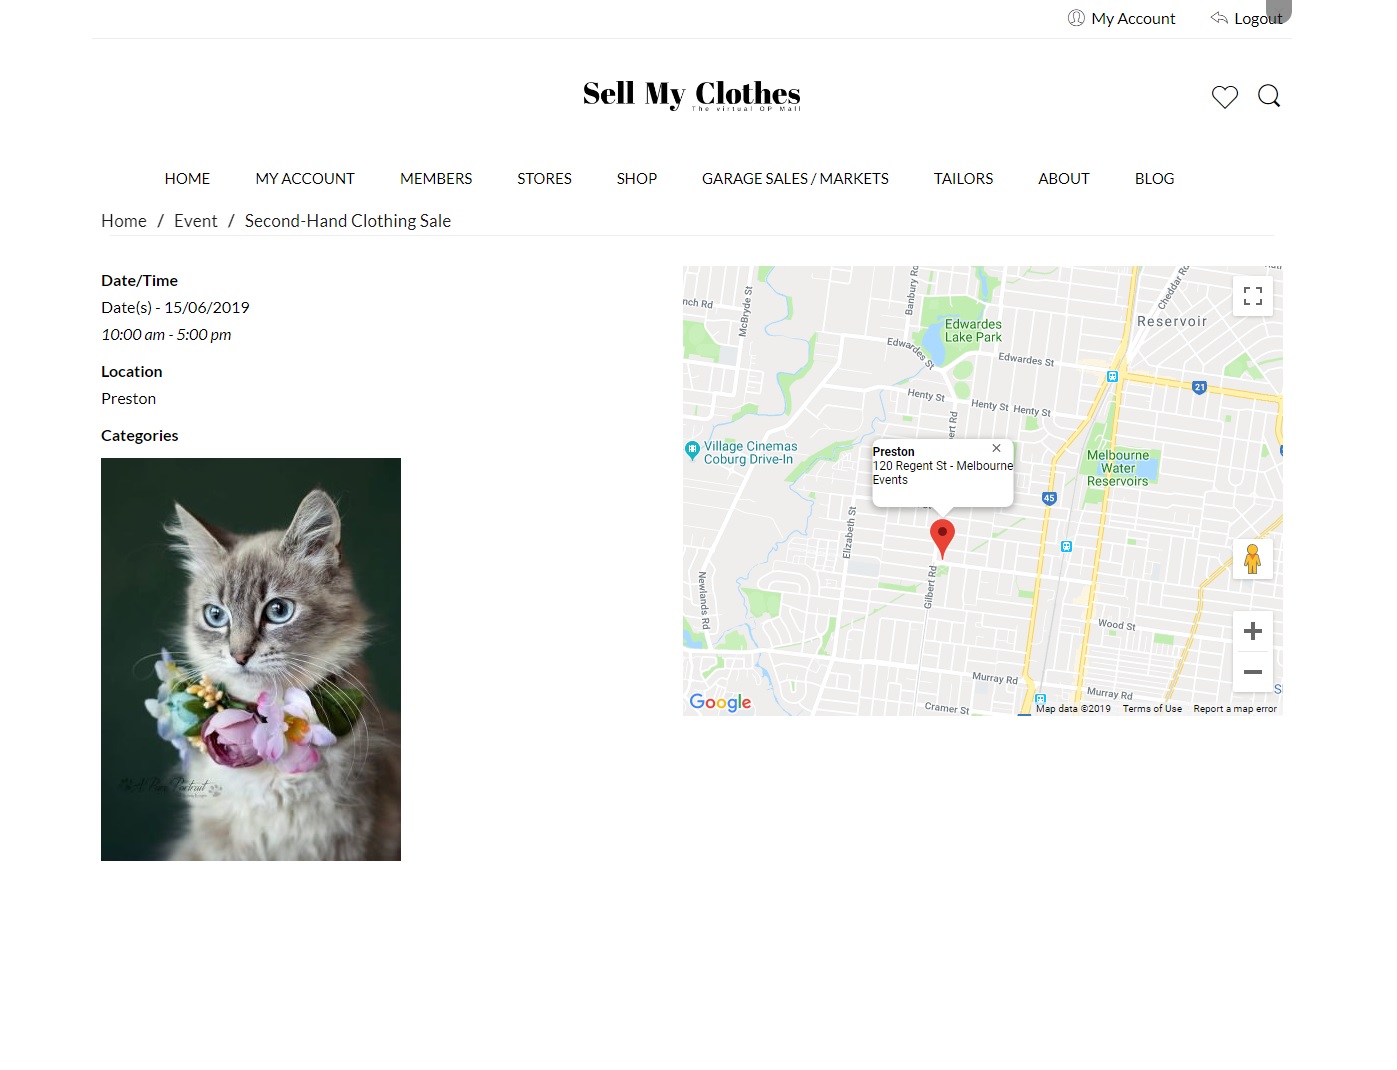 My Account
Logout
Sell My Clothes
The virtual OP Mall
HOME
MY ACCOUNT
MEMBERS
STORES
SHOP
GARAGE SALES / MARKETS
TAILORS
ABOUT
BLOG
Home / Event / Second-Hand Clothing Sale
Date/Time
Date(s) - 15/06/2019
10:00 am - 5:00 pm
Location
Preston
Categories
nch Rd
McBryde St
Banbury Rd
Cheddar Rd
Reservoir
Edwardes
Lake Park
Edwardes St
Edwardes St
21
Henty St
Henty St
Henty St
Village Cinemas
Coburg Drive-In
Preston
120 Regent St - Melbourne
Events
Melbourne
Water
Reservoirs
45
Elizabeth St
Gilbert Rd
Newlands Rd
Wood St
Murray Rd
Murray Rd
Cramer St
Google
Map data ©2019
Terms of Use
Report a map error